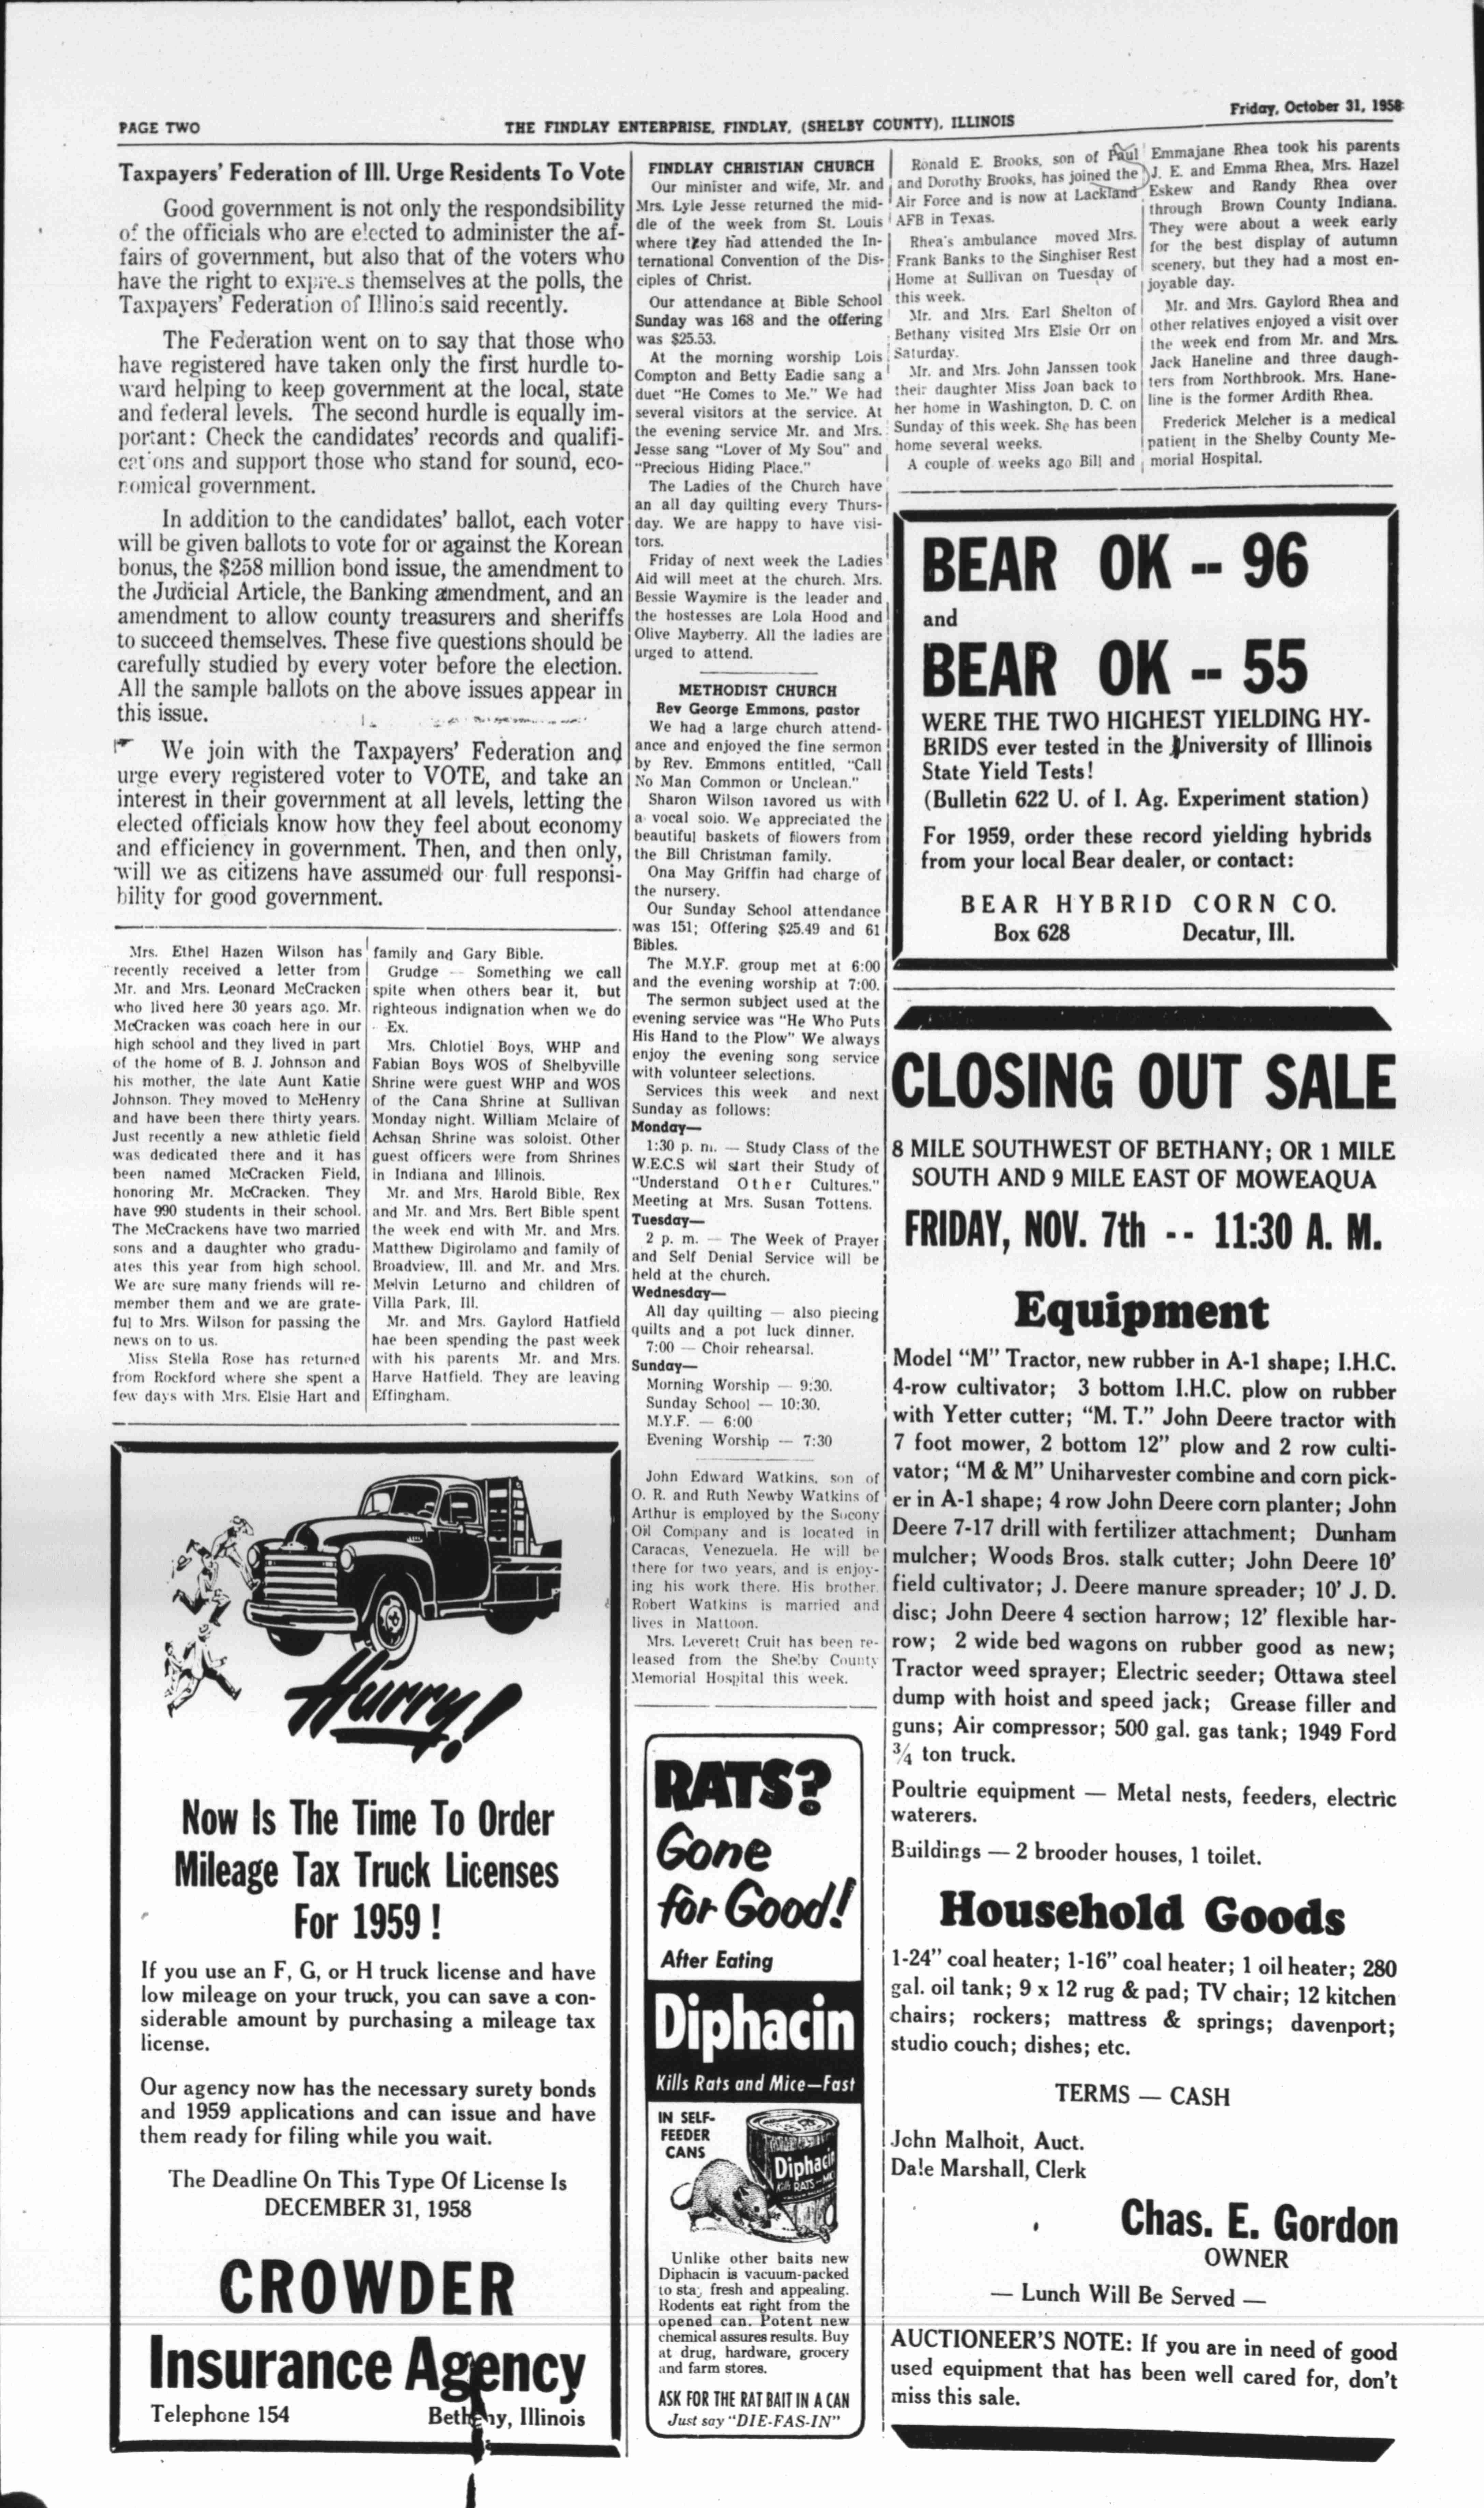 PAGE TWO
THE FINDLAY ENTERPRISE, FINDLAY, (SHELBY COUNTY), ILLINOIS
Friday, October 31, 1958
Taxpayers' Federation of Ill. Urge Residents To Vote
Good government is not only the respondsibility
of the officials who are elected to administer the af-
fairs of government, but also that of the voters who
have the right to express themselves at the polls, the
Taxpayers' Federation of Illinois said recently.
The Federation went on to say that those who
have registered have taken only the first hurdle to-
ward helping to keep government at the local, state
and federal levels. The second hurdle is equally im-
portant: Check the candidates' records and qualifi-
cations and support those who stand for sound, eco-
nomical government.
In addition to the candidates' ballot, each voter
will be given ballots to vote for or against the Korean
bonus, the $258 million bond issue, the amendment to
the Judicial Article, the Banking amendment, and an
amendment to allow county treasurers and sheriffs
to succeed themselves. These five questions should be
carefully studied by every voter before the election.
All the sample ballots on the above issues appear in
this issue.
We join with the Taxpayers' Federation and
urge every registered voter to VOTE, and take an
interest in their government at all levels, letting the
elected officials know how they feel about economy
and efficiency in government. Then, and then only,
will we as citizens have assumed our full responsi-
bility for good government.
Mrs. Ethel Hazen Wilson has
recently received a letter from
Mr. and Mrs. Leonard McCracken
who lived here 30 years ago. Mr.
McCracken was coach here in our
high school and they lived in part
of the home of B. J. Johnson and
his mother, the late Aunt Katie
Johnson. They moved to McHenry
and have been there thirty years.
Just recently a new athletic field
was dedicated there and it has
been named McCracken Field,
honoring Mr. McCracken. They
have 990 students in their school.
The McCrackens have two married
sons and a daughter who gradu-
ates this year from high school.
We are sure many friends will re-
member them and we are grate-
ful to Mrs. Wilson for passing the
news on to us.
Miss Stella Rose has returned
from Rockford where she spent a
few days with Mrs. Elsie Hart and
family and Gary Bible.
Grudge -- Something we call
spite when others bear it, but
righteous indignation when we do
- Ex.
Mrs. Chlotiel Boys, WHP and
Fabian Boys WOS of Shelbyville
Shrine were guest WHP and WOS
of the Cana Shrine at Sullivan
Monday night. William Mclaire of
Achsan Shrine was soloist. Other
guest officers were from Shrines
in Indiana and Illinois.
Mr. and Mrs. Harold Bible, Rex
and Mr. and Mrs. Bert Bible spent
the week end with Mr. and Mrs.
Matthew Digirolamo and family of
Broadview, Ill. and Mr. and Mrs.
Melvin Leturno and children of
Villa Park, Ill.
Mr. and Mrs. Gaylord Hatfield
hae been spending the past week
with his parents Mr. and Mrs.
Harve Hatfield. They are leaving
Effingham.
Hurry!
Now Is The Time To Order
Mileage Tax Truck Licenses
For 1959!
If you use an F, G, or H truck license and have
low mileage on your truck, you can save a con-
siderable amount by purchasing a mileage tax
license.
Our agency now has the necessary surety bonds
and 1959 applications and can issue and have
them ready for filing while you wait.
The Deadline On This Type Of License Is
DECEMBER 31, 1958
CROWDER
Insurance Agency
Telephone 154
Bethany, Illinois
FINDLAY CHRISTIAN CHURCH
Our minister and wife, Mr. and
Mrs. Lyle Jesse returned the mid-
dle of the week from St. Louis
where they had attended the In-
ternational Convention of the Dis-
ciples of Christ.
Our attendance at Bible School
Sunday was 168 and the offering
was $25.53.
At the morning worship Lois
Compton and Betty Eadie sang a
duet "He Comes to Me." We had
several visitors at the service. At
the evening service Mr. and Mrs.
Jesse sang "Lover of My Sou" and
"Precious Hiding Place."
The Ladies of the Church have
an all day quilting every Thurs-
day. We are happy to have visi-
tors.
Friday of next week the Ladies'
Aid will meet at the church. Mrs.
Bessie Waymire is the leader and
the hostesses are Lola Hood and
Olive Mayberry. All the ladies are
urged to attend.
METHODIST CHURCH
Rev George Emmons, pastor
We had a large church attend-
ance and enjoyed the fine sermon
by Rev. Emmons entitled, "Call
No Man Common or Unclean."
Sharon Wilson favored us with
a vocal solo. We appreciated the
beautiful baskets of flowers from
the Bill Christman family.
Ona May Griffin had charge of
the nursery.
Our Sunday School attendance
was 151; Offering $25.49 and 61
Bibles.
The M.Y.F. group met at 6:00
and the evening worship at 7:00.
The sermon subject used at the
evening service was "He Who Puts
His Hand to the Plow" We always
enjoy the evening song service
with volunteer selections.
Services this week and next
Sunday as follows:
Monday—
1:30 p. m. — Study Class of the
W.E.C.S wil start their Study of
"Understand Other Cultures."
Meeting at Mrs. Susan Tottens.
Tuesday—
2 p. m. — The Week of Prayer
and Self Denial Service will be
held at the church.
Wednesday—
All day quilting — also piecing
quilts and a pot luck dinner.
7:00 — Choir rehearsal.
Sunday—
Morning Worship — 9:30.
Sunday School — 10:30.
M.Y.F. — 6:00
Evening Worship — 7:30
John Edward Watkins, son of
O. R. and Ruth Newby Watkins of
Arthur is employed by the Socony
Oil Company and is located in
Caracas, Venezuela. He will be
there for two years, and is enjoy-
ing his work there. His brother,
Robert Watkins is married and
lives in Mattoon.
Mrs. Leverett Cruit has been re-
leased from the Shelby County
Memorial Hospital this week.
RATS?
Gone
for Good!
After Eating
Diphacin
Kills Rats and Mice—Fast
IN SELF-
FEEDER
CANS
Diphacin
Unlike other baits new
Diphacin is vacuum-packed
to stay fresh and appealing.
Rodents eat right from the
opened can. Potent new
chemical assures results. Buy
at drug, hardware, grocery
and farm stores.
ASK FOR THE RAT BAIT IN A CAN
Just say "DIE-FAS-IN"
Ronald E. Brooks, son of Paul
and Dorothy Brooks, has joined the
Air Force and is now at Lackland
AFB in Texas.
Rhea's ambulance moved Mrs.
Frank Banks to the Singhiser Rest
Home at Sullivan on Tuesday of
this week.
Mr. and Mrs. Earl Shelton of
Bethany visited Mrs Elsie Orr on
Saturday.
Mr. and Mrs. John Janssen took
their daughter Miss Joan back to
her home in Washington, D. C. on
Sunday of this week. She has been
home several weeks.
A couple of weeks ago Bill and
Emmajane Rhea took his parents
J. E. and Emma Rhea, Mrs. Hazel
Eskew and Randy Rhea over
through Brown County Indiana.
They were about a week early
for the best display of autumn
scenery, but they had a most en-
joyable day.
Mr. and Mrs. Gaylord Rhea and
other relatives enjoyed a visit over
the week end from Mr. and Mrs.
Jack Haneline and three daugh-
ters from Northbrook. Mrs. Hane-
line is the former Ardith Rhea.
Frederick Melcher is a medical
patient in the Shelby County Me-
morial Hospital.
BEAR OK -- 96
and
BEAR OK -- 55
WERE THE TWO HIGHEST YIELDING HY-
BRIDS ever tested in the University of Illinois
State Yield Tests!
(Bulletin 622 U. of I. Ag. Experiment station)
For 1959, order these record yielding hybrids
from your local Bear dealer, or contact:
BEAR HYBRID CORN CO.
Box 628
Decatur, Ill.
CLOSING OUT SALE
8 MILE SOUTHWEST OF BETHANY; OR 1 MILE
SOUTH AND 9 MILE EAST OF MOWEAQUA
FRIDAY, NOV. 7th -- 11:30 A. M.
Equipment
Model "M" Tractor, new rubber in A-1 shape; I.H.C.
4-row cultivator; 3 bottom I.H.C. plow on rubber
with Yetter cutter; "M. T." John Deere tractor with
7 foot mower, 2 bottom 12" plow and 2 row culti-
vator; "M & M" Uniharvester combine and corn pick-
er in A-1 shape; 4 row John Deere corn planter; John
Deere 7-17 drill with fertilizer attachment; Dunham
mulcher; Woods Bros. stalk cutter; John Deere 10'
field cultivator; J. Deere manure spreader; 10' J. D.
disc; John Deere 4 section harrow; 12' flexible har-
row; 2 wide bed wagons on rubber good as new;
Tractor weed sprayer; Electric seeder; Ottawa steel
dump with hoist and speed jack; Grease filler and
guns; Air compressor; 500 gal. gas tank; 1949 Ford
¾ ton truck.
Poultrie equipment — Metal nests, feeders, electric
waterers.
Buildings — 2 brooder houses, 1 toilet.
Household Goods
1-24" coal heater; 1-16" coal heater; 1 oil heater; 280
gal. oil tank; 9 x 12 rug & pad; TV chair; 12 kitchen
chairs; rockers; mattress & springs; davenport;
studio couch; dishes; etc.
TERMS — CASH
John Malhoit, Auct.
Dale Marshall, Clerk
Chas. E. Gordon
OWNER
— Lunch Will Be Served —
AUCTIONEER'S NOTE: If you are in need of good
used equipment that has been well cared for, don't
miss this sale.